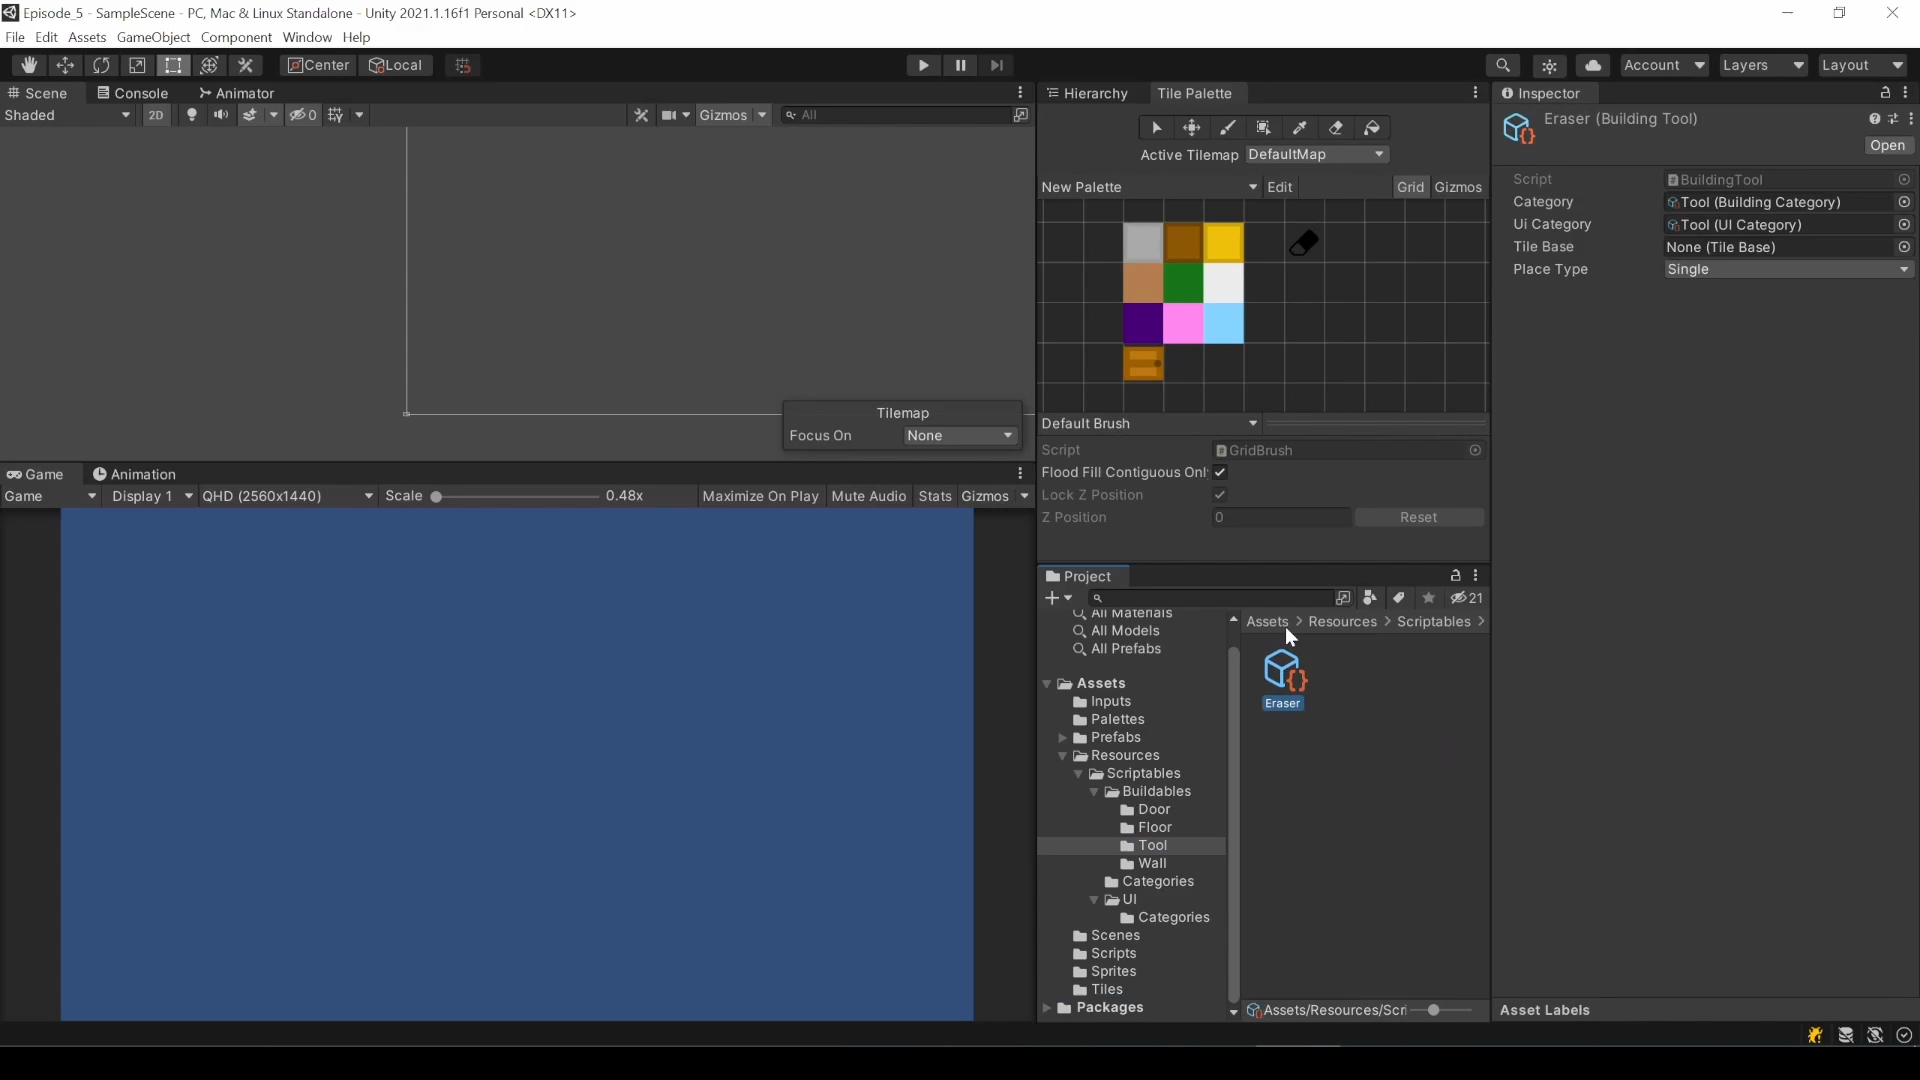 Episode_5 - SampleScene - PC, Mac & Linux Standalone - Unity 2021.1.16f1 Personal <DX11>
File Edit Assets GameObject Component Window Help
Center Local Account Layers Layout
Scene Console Animator
Shaded 2D 0 Gizmos All
Tilemap
Focus On None
Game Animation
Game Display 1 QHD (2560x1440) Scale 0.48x Maximize On Play Mute Audio Stats Gizmos
Hierarchy Tile Palette
Active Tilemap DefaultMap
New Palette Edit Grid Gizmos
Default Brush
Script GridBrush
Flood Fill Contiguous Onl
Lock Z Position
Z Position 0 Reset
Project
21
All Materials
All Models
All Prefabs
Assets
Inputs
Palettes
Prefabs
Resources
Scriptables
Buildables
Door
Floor
Tool
Wall
Categories
UI
Categories
Scenes
Scripts
Sprites
Tiles
Packages
Assets > Resources > Scriptables >
Eraser
Assets/Resources/Scri
Inspector
Eraser (Building Tool)
Open
Script BuildingTool
Category Tool (Building Category)
Ui Category Tool (UI Category)
Tile Base None (Tile Base)
Place Type Single
Asset Labels